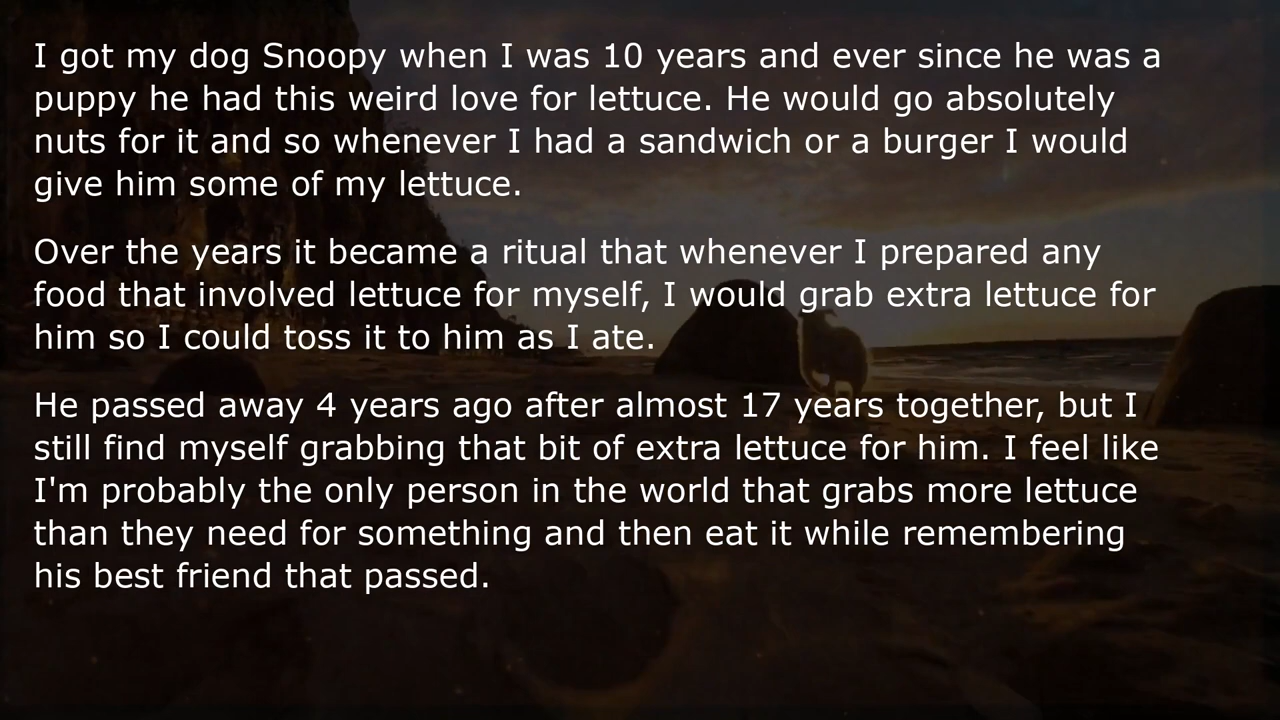 I got my dog Snoopy when I was 10 years and ever since he was a
puppy he had this weird love for lettuce. He would go absolutely
nuts for it and so whenever I had a sandwich or a burger I would
give him some of my lettuce.
Over the years it became a ritual that whenever I prepared any
food that involved lettuce for myself, I would grab extra lettuce for
him so I could toss it to him as I ate.
He passed away 4 years ago after almost 17 years together, but I
still find myself grabbing that bit of extra lettuce for him. I feel like
I'm probably the only person in the world that grabs more lettuce
than they need for something and then eat it while remembering
his best friend that passed.